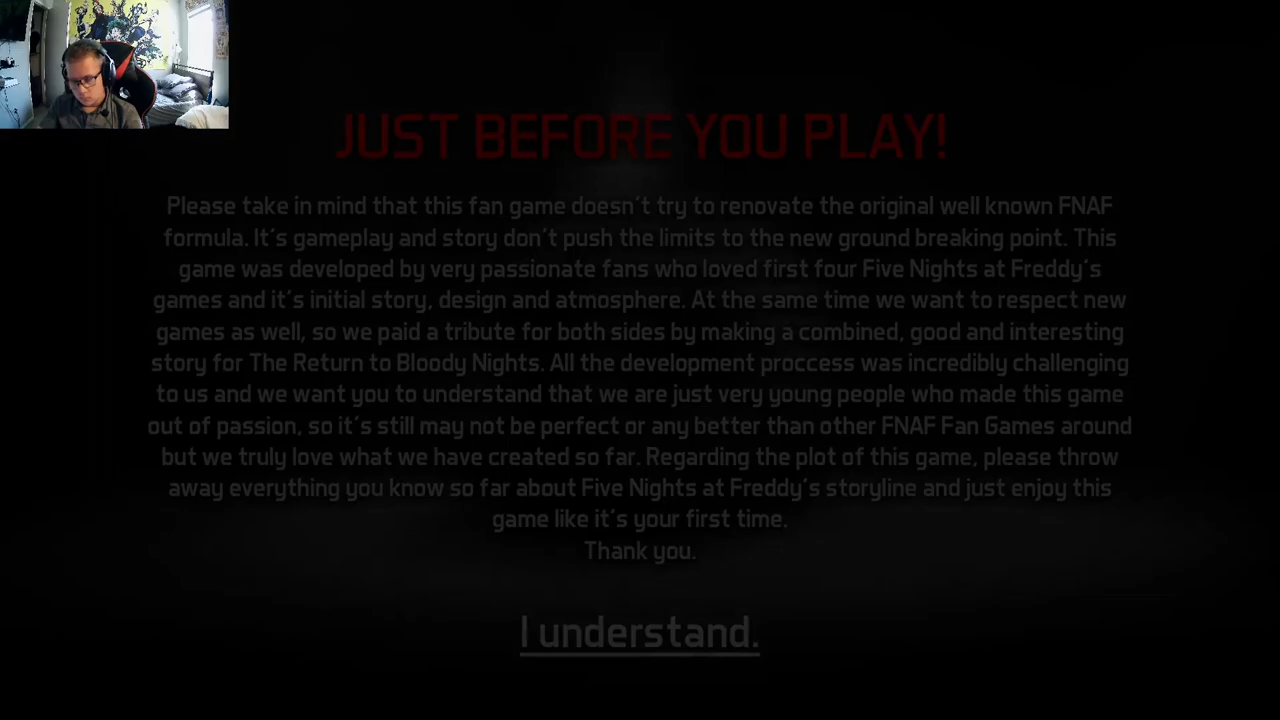 JUST BEFORE YOU PLAY!
Please take in mind that this fan game doesn't try to renovate the original well known FNAF
formula. It's gameplay and story don't push the limits to the new ground breaking point. This
game was developed by very passionate fans who loved first four Five Nights at Freddy's
games and it's initial story, design and atmosphere. At the same time we want to respect new
games as well, so we paid a tribute for both sides by making a combined, good and interesting
story for The Return to Bloody Nights. All the development proccess was incredibly challenging
to us and we want you to understand that we are just very young people who made this game
out of passion, so it's still may not be perfect or any better than other FNAF Fan Games around
but we truly love what we have created so far. Regarding the plot of this game, please throw
away everything you know so far about Five Nights at Freddy's storyline and just enjoy this
game like it's your first time.
Thank you.
I understand.